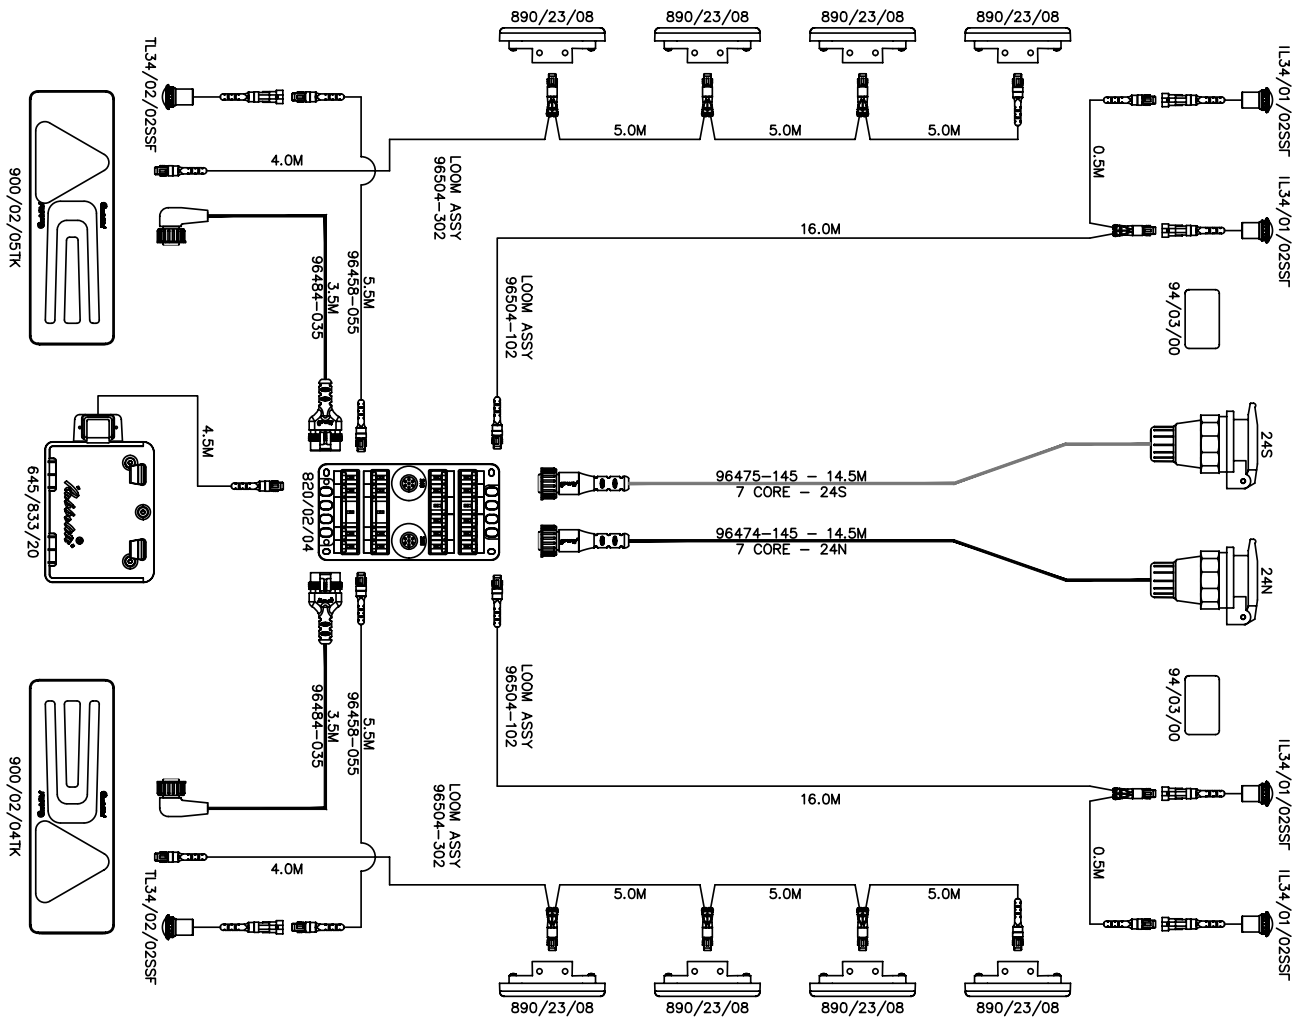 890/23/08
890/23/08
890/23/08
890/23/08
TL34/02/02SSF
IL34/01/02SSF
5.0M
5.0M
5.0M
0.5M
4.0M
LOOM ASSY
96504-302
IL34/01/02SSF
900/02/05TK
16.0M
5.5M
96458-055
3.5M
96484-035
LOOM ASSY
96504-102
94/03/00
4.5M
24S
96475-145 - 14.5M
7 CORE - 24S
645/833/20
Rubbolite®
820/02/04
96474-145 - 14.5M
7 CORE - 24N
24N
5.5M
96458-055
3.5M
96484-035
LOOM ASSY
96504-102
94/03/00
900/02/04TK
16.0M
IL34/01/02SSF
LOOM ASSY
96504-302
4.0M
0.5M
5.0M
5.0M
5.0M
TL34/02/02SSF
IL34/01/02SSF
890/23/08
890/23/08
890/23/08
890/23/08